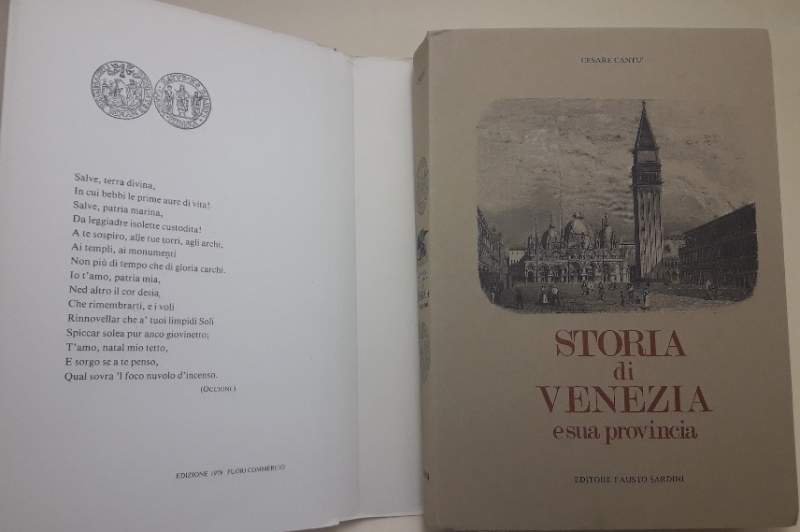 Salve, terra divina,
In cui bebbi le prime aure di vita!
Salve, patria marina,
Da leggiadre isolette custodita!
A te sospiro, alle tue torri, agli archi,
Ai templi, ai monumenti
Non più di tempo che di gloria carchi.
Io t'amo, patria mia,
Ned altro il cor desia,
Che rimembrarti, e i voli
Rinnovellar che a' tuoi limpidi Soli
Spiccar solea pur anco giovinetto;
T'amo, natal mio tetto,
E sorgo se a te penso,
Qual sovra 'l foco nuvolo d'incenso.
(OCCIONI).
EDIZIONE 1979 FUORI COMMERCIO
CESARE CANTU'
STORIA
di
VENEZIA
e sua provincia
EDITORE FAUSTO SARDINI